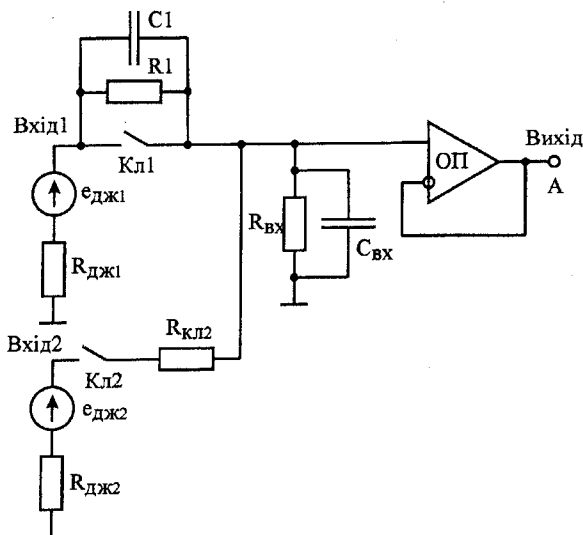 C1
R1
Вхід1
Кл1
ОП
Вихід
А
eДЖ1
RВХ
CВХ
RДЖ1
Вхід2
RКЛ2
Кл2
eДЖ2
RДЖ2